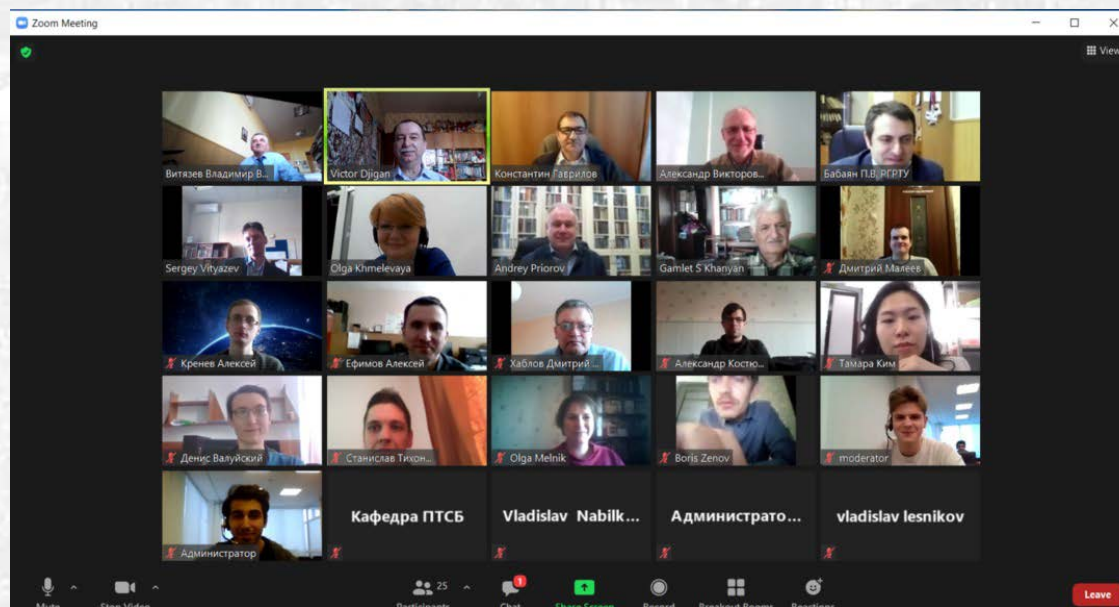 Zoom Meeting
View
Витязев Владимир В...
Victor Djigan
Константин Гаврилов
Александр Викторов...
Бабаян П.В, РГРТУ
Sergey Vityazev
Olga Khmelevaya
Andrey Priorov
Gamlet S Khanyan
Дмитрий Малеев
Кренев Алексей
Ефимов Алексей
Хаблов Дмитрий ...
Александр Костю...
Тамара Ким
Денис Валуйский
Станислав Тихон...
Olga Melnik
Boris Zenov
moderator
Администратор
Кафедра ПТСБ
Vladislav Nabilk...
Администрато...
vladislav lesnikov
Mute
Stop Video
25
Participants
1
Chat
Share Screen
Record
Breakout Rooms
Reactions
Leave